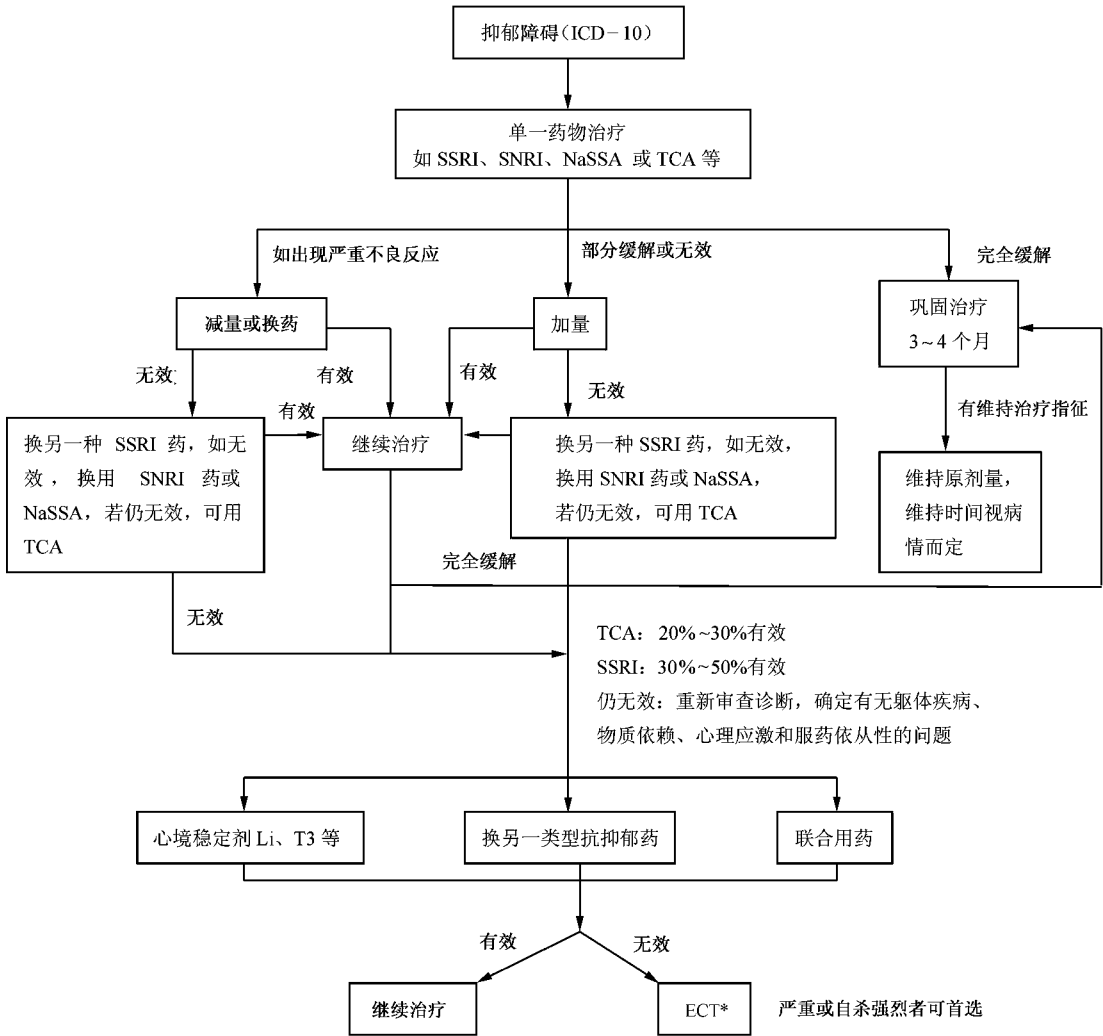 抑郁障碍(ICD-10)
单一药物治疗
如 SSRI、SNRI、NaSSA 或 TCA 等
如出现严重不良反应
部分缓解或无效
完全缓解
减量或换药
加量
巩固治疗
3~4 个月
无效:
有效
有效
无效
有效
有维持治疗指征
换另一种 SSRI 药，如无
效，换用 SNRI 药或
NaSSA，若仍无效，可用
TCA
继续治疗
换另一种 SSRI 药，如无效，
换用 SNRI 药或 NaSSA，
若仍无效，可用 TCA
维持原剂量，
维持时间视病
情而定
完全缓解
无效
TCA：20%~30%有效
SSRI：30%~50%有效
仍无效：重新审查诊断，确定有无躯体疾病、
物质依赖、心理应激和服药依从性的问题
心境稳定剂 Li、T3 等
换另一类型抗抑郁药
联合用药
有效
无效
继续治疗
ECT*
严重或自杀强烈者可首选